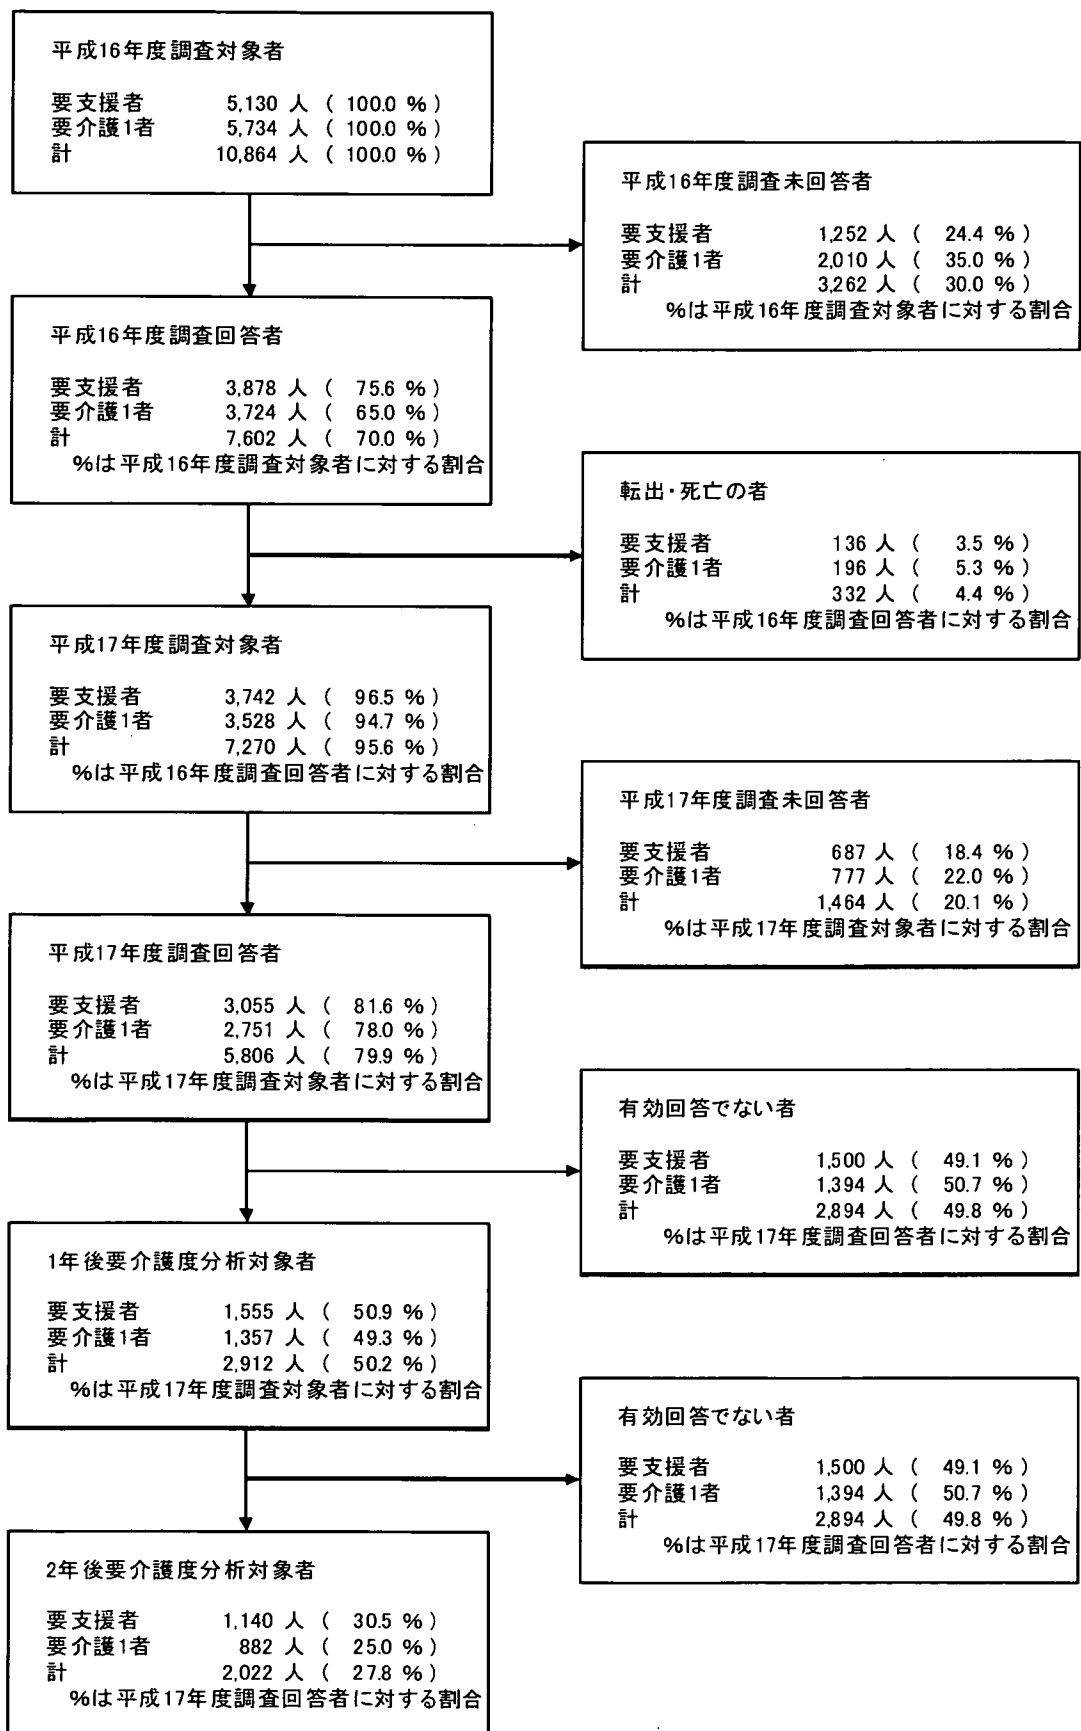 平成16年度調査対象者
要支援者 5,130 人 ( 100.0 % )
要介護1者 5,734 人 ( 100.0 % )
計 10,864 人 ( 100.0 % )
平成16年度調査未回答者
要支援者 1,252 人 ( 24.4 % )
要介護1者 2,010 人 ( 35.0 % )
計 3,262 人 ( 30.0 % )
%は平成16年度調査対象者に対する割合
平成16年度調査回答者
要支援者 3,878 人 ( 75.6 % )
要介護1者 3,724 人 ( 65.0 % )
計 7,602 人 ( 70.0 % )
%は平成16年度調査対象者に対する割合
転出・死亡の者
要支援者 136 人 ( 3.5 % )
要介護1者 196 人 ( 5.3 % )
計 332 人 ( 4.4 % )
%は平成16年度調査回答者に対する割合
平成17年度調査対象者
要支援者 3,742 人 ( 96.5 % )
要介護1者 3,528 人 ( 94.7 % )
計 7,270 人 ( 95.6 % )
%は平成16年度調査回答者に対する割合
平成17年度調査未回答者
要支援者 687 人 ( 18.4 % )
要介護1者 777 人 ( 22.0 % )
計 1,464 人 ( 20.1 % )
%は平成17年度調査対象者に対する割合
平成17年度調査回答者
要支援者 3,055 人 ( 81.6 % )
要介護1者 2,751 人 ( 78.0 % )
計 5,806 人 ( 79.9 % )
%は平成17年度調査対象者に対する割合
有効回答でない者
要支援者 1,500 人 ( 49.1 % )
要介護1者 1,394 人 ( 50.7 % )
計 2,894 人 ( 49.8 % )
%は平成17年度調査回答者に対する割合
1年後要介護度分析対象者
要支援者 1,555 人 ( 50.9 % )
要介護1者 1,357 人 ( 49.3 % )
計 2,912 人 ( 50.2 % )
%は平成17年度調査対象者に対する割合
有効回答でない者
要支援者 1,500 人 ( 49.1 % )
要介護1者 1,394 人 ( 50.7 % )
計 2,894 人 ( 49.8 % )
%は平成17年度調査回答者に対する割合
2年後要介護度分析対象者
要支援者 1,140 人 ( 30.5 % )
要介護1者 882 人 ( 25.0 % )
計 2,022 人 ( 27.8 % )
%は平成17年度調査回答者に対する割合